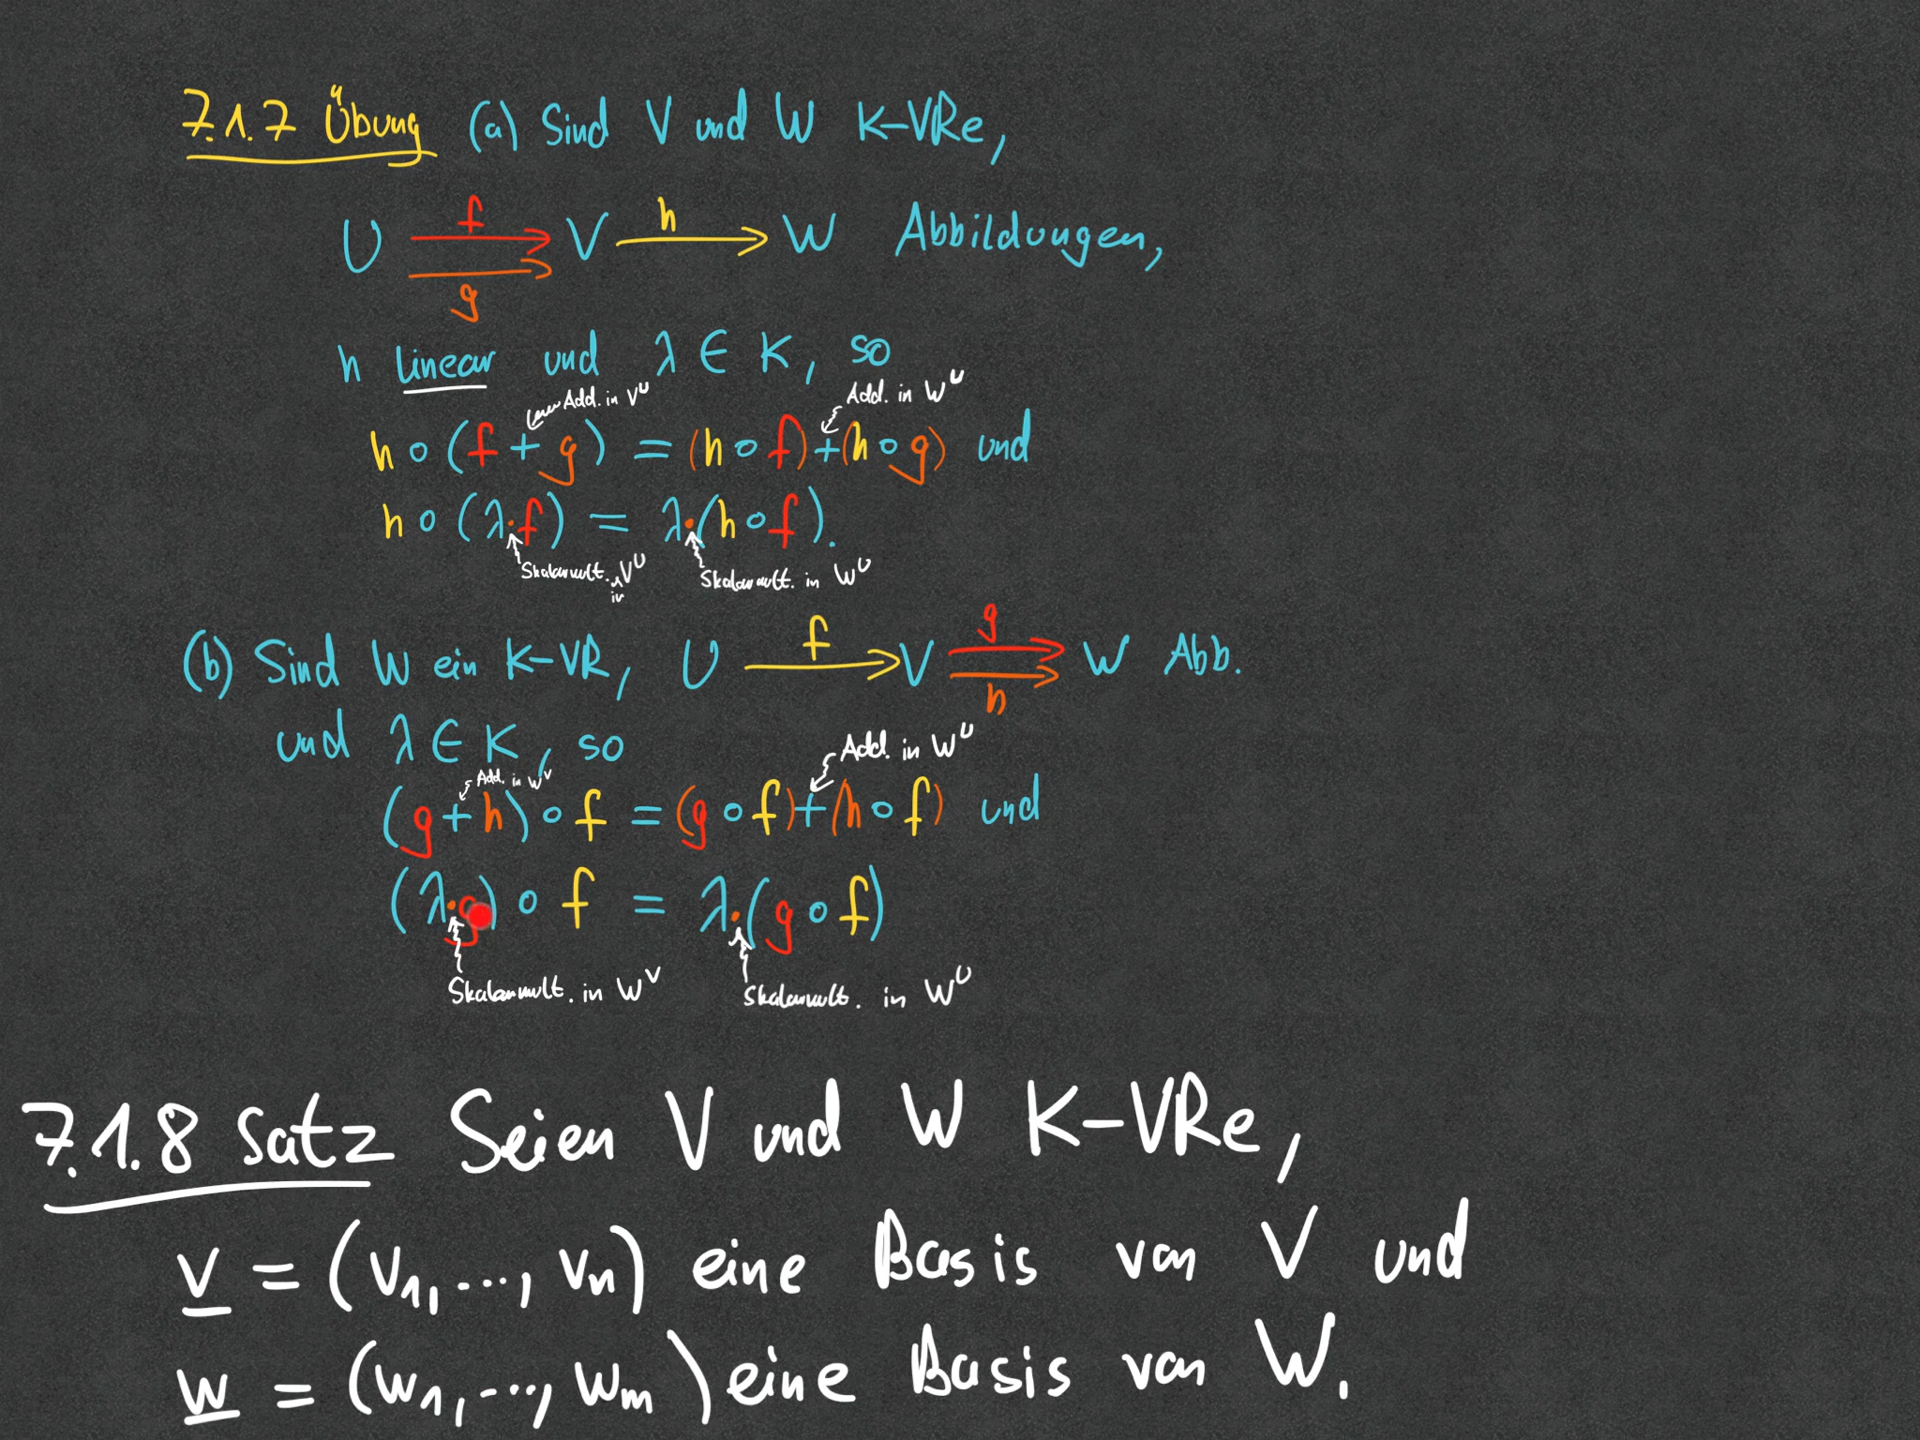 7.1.7 Übung (a) Sind V und W K-VRe,
f h
U V W Abbildungen,
g
h linear und λ ∈ K, so
Add. in V^U Add. in W^U
h ∘ (f + g) = (h ∘ f) + (h ∘ g) und
h ∘ (λ·f) = λ·(h ∘ f).
Skalarmult. in V^U Skalarmult. in W^U
f g
(b) Sind W ein K-VR, U V W Abb.
h
und λ ∈ K, so Add. in W^U
Add. in W^V
(g + h) ∘ f = (g ∘ f) + (h ∘ f) und
(λ·g) ∘ f = λ·(g ∘ f)
Skalarmult. in W^V Skalarmult. in W^U
7.1.8 Satz Seien V und W K-VRe,
v = (v₁, ..., vₙ) eine Basis von V und
w = (w₁, ..., wₘ) eine Basis von W.